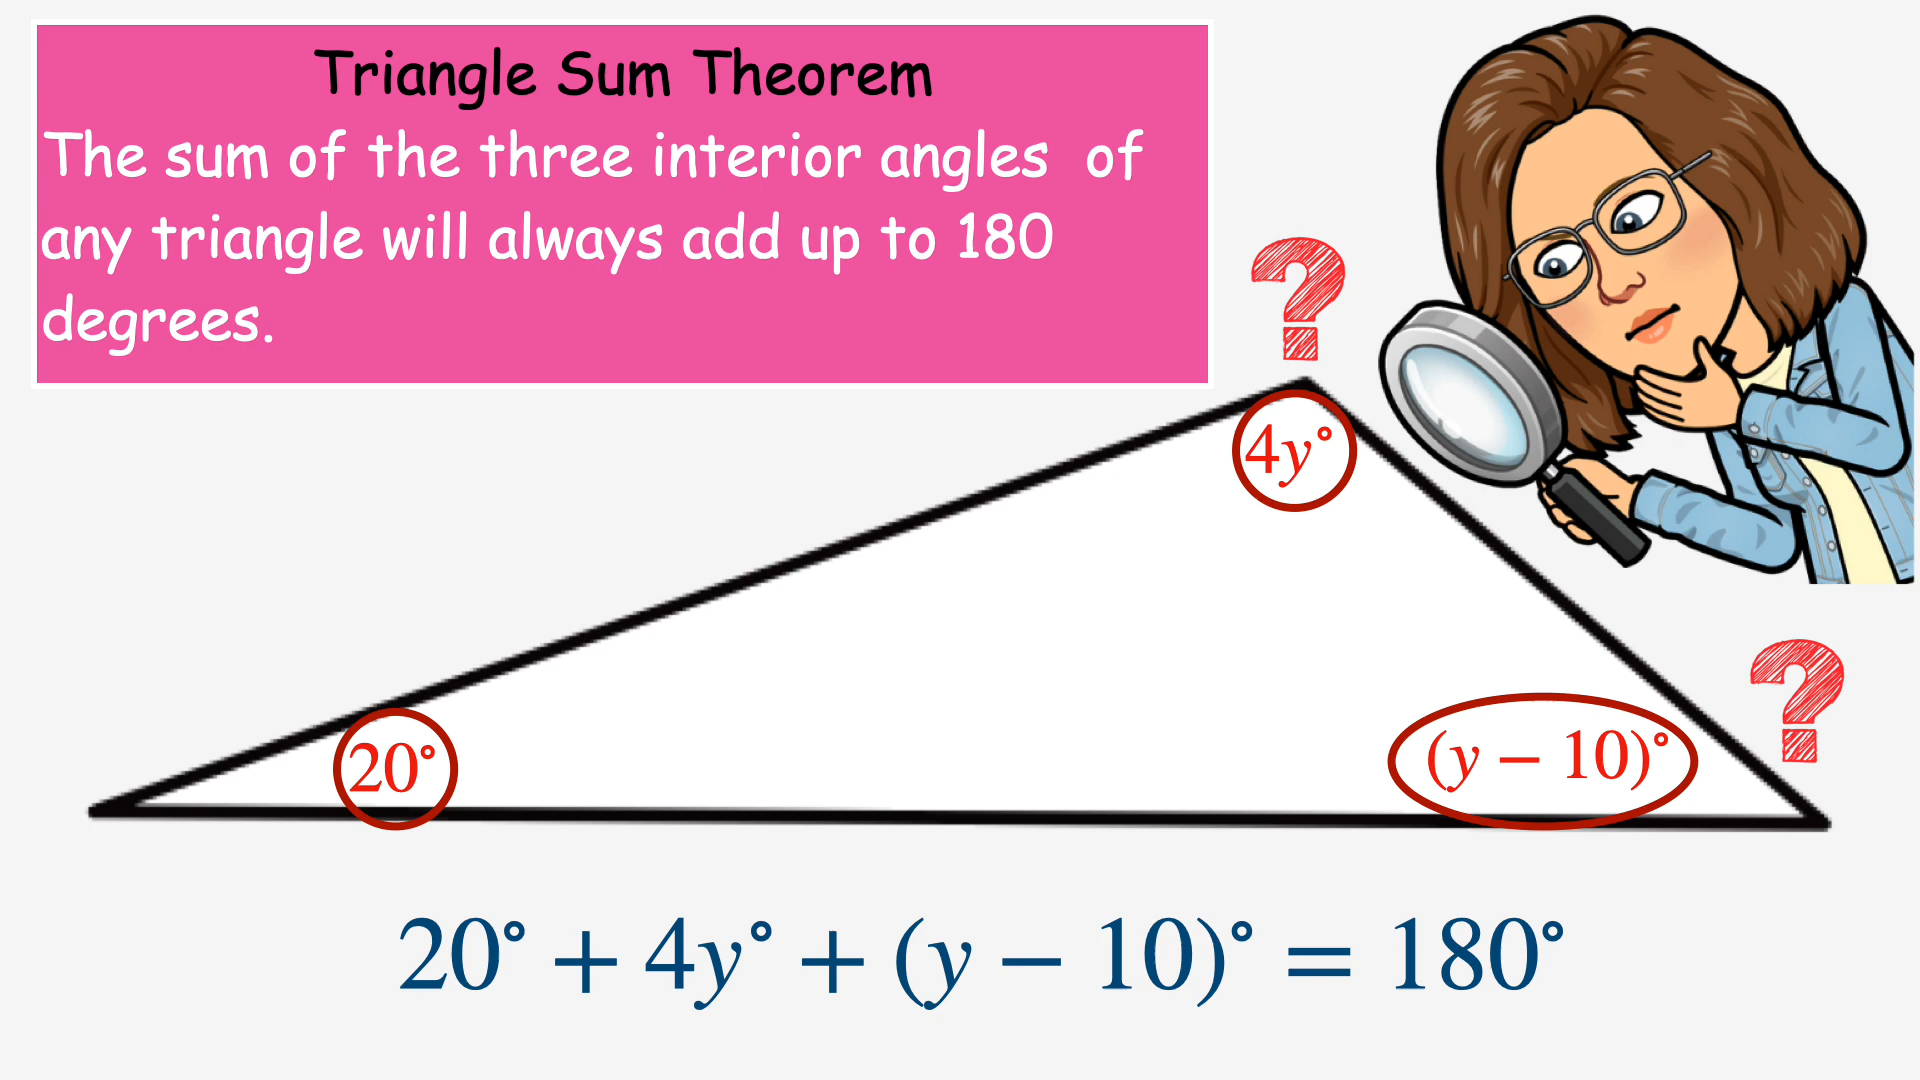 Triangle Sum Theorem
The sum of the three interior angles of
any triangle will always add up to 180
degrees.
?
4y°
?
20°
(y − 10)°
20° + 4y° + (y − 10)° = 180°